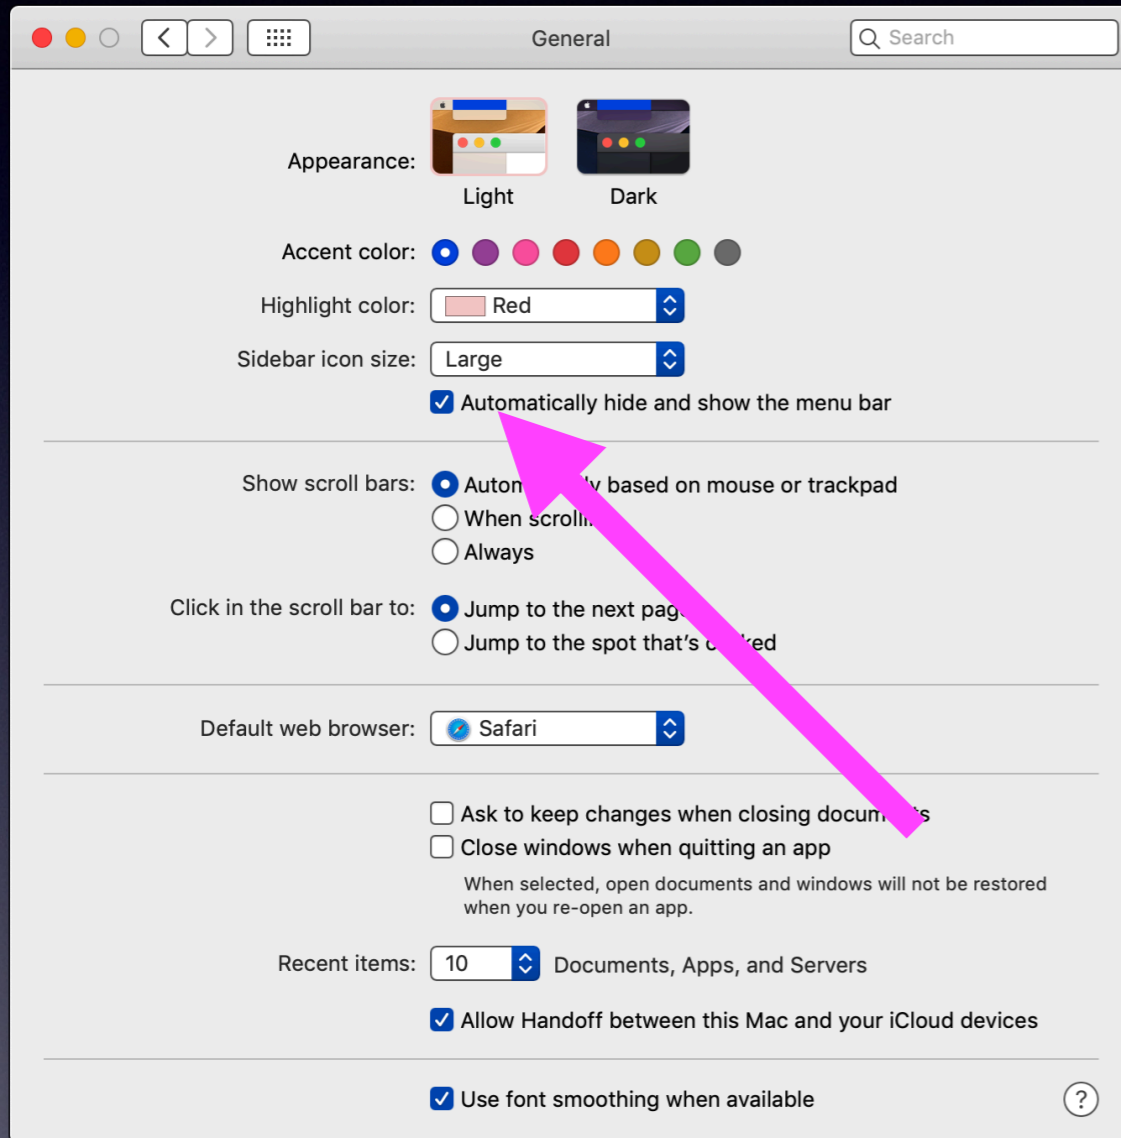 General
Search
Appearance:
Light Dark
Accent color:
Highlight color: Red
Sidebar icon size: Large
Automatically hide and show the menu bar
Show scroll bars: based on mouse or trackpad
When
Always
Click in the scroll bar to: Jump to the next
Jump to the spot that's
Default web browser: Safari
Ask to keep changes when closing
Close windows when quitting an app
When selected, open documents and windows will not be restored
when you re-open an app.
Recent items: 10 Documents, Apps, and Servers
Allow Handoff between this Mac and your iCloud devices
Use font smoothing when available
?